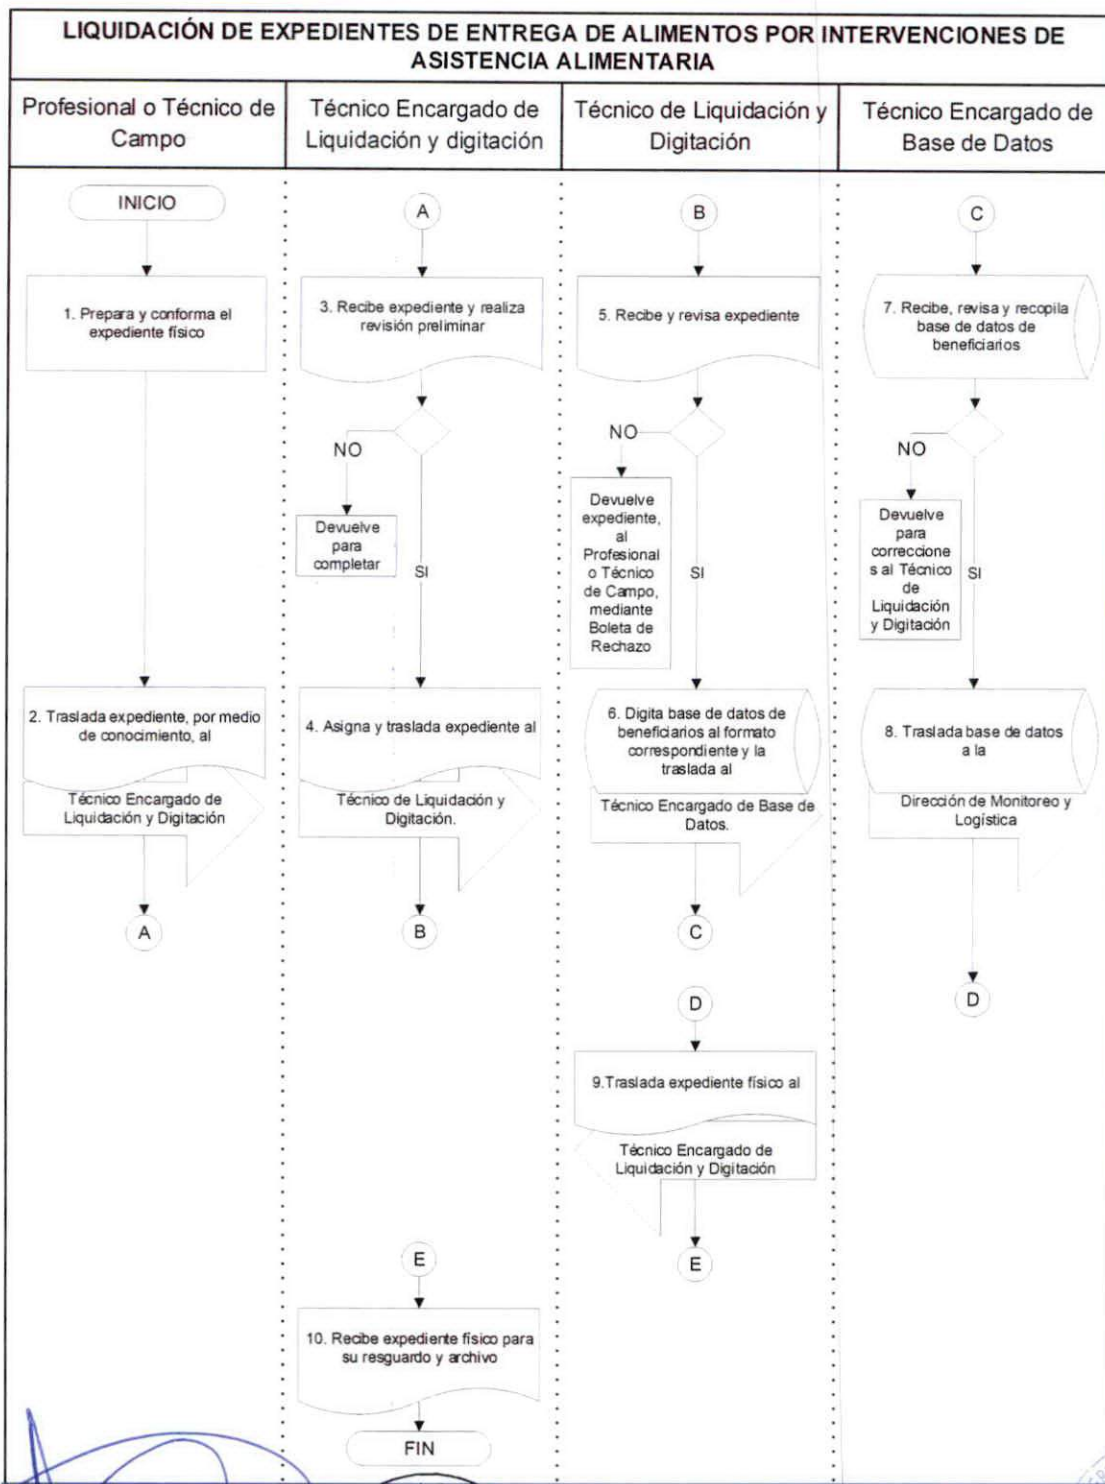 LIQUIDACIÓN DE EXPEDIENTES DE ENTREGA DE ALIMENTOS POR INTERVENCIONES DE
ASISTENCIA ALIMENTARIA
Profesional o Técnico de
Campo
Técnico Encargado de
Liquidación y digitación
Técnico de Liquidación y
Digitación
Técnico Encargado de
Base de Datos
INICIO
1. Prepara y conforma el
expediente físico
2. Traslada expediente, por medio
de conocimiento, al
Técnico Encargado de
Liquidación y Digitación
A
A
3. Recibe expediente y realiza
revisión preliminar
NO
Devuelve
para
completar
SI
4. Asigna y traslada expediente al
Técnico de Liquidación y
Digitación.
B
B
5. Recibe y revisa expediente
NO
Devuelve
expediente,
al
Profesional
o Técnico
de Campo,
mediante
Boleta de
Rechazo
SI
6. Digita base de datos de
beneficiarios al formato
correspondiente y la
traslada al
Técnico Encargado de Base de
Datos.
C
C
7. Recibe, revisa y recopila
base de datos de
beneficiarios
NO
Devuelve
para
correccione
s al Técnico
de
Liquidación
y Digitación
SI
8. Traslada base de datos
a la
Dirección de Monitoreo y
Logística
D
D
9.Traslada expediente físico al
Técnico Encargado de
Liquidación y Digitación
E
E
10. Recibe expediente físico para
su resguardo y archivo
FIN